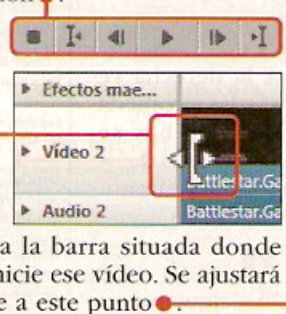 Efectos mae...
Vídeo 2
Battlestar.Ga
Audio 2
Battlestar.Ga
a la barra situada donde
nicie ese vídeo. Se ajustará
e a este punto